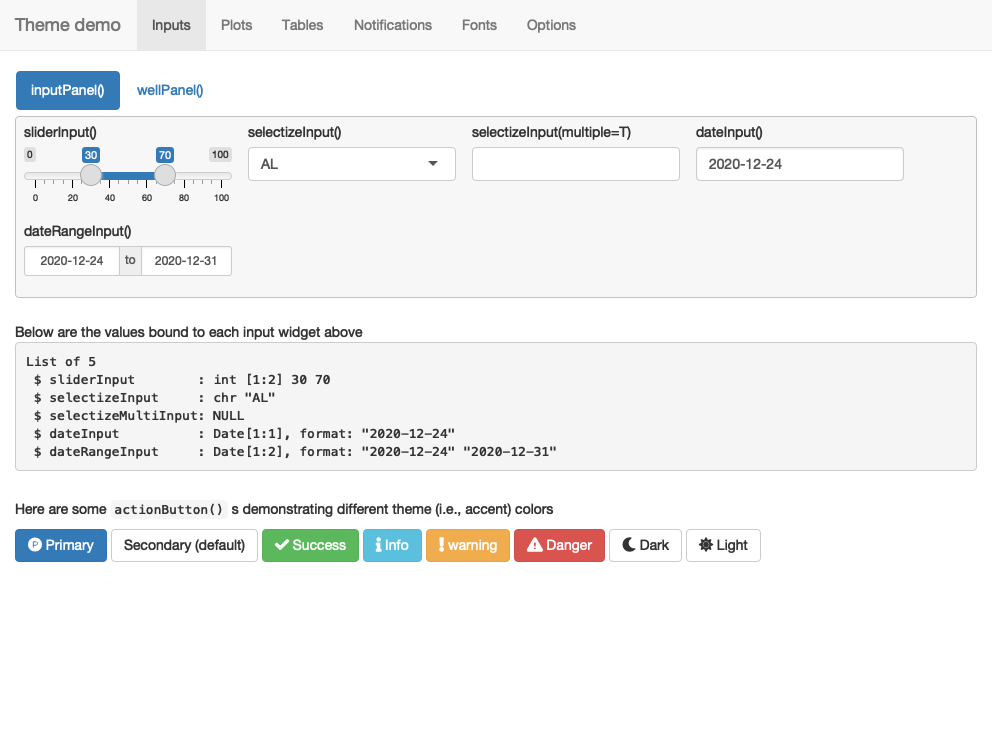 Theme demo Inputs Plots Tables Notifications Fonts Options
inputPanel() wellPanel()
sliderInput() selectizeInput() selectizeInput(multiple=T) dateInput()
0 30 70 100
AL 2020-12-24
0 20 40 60 80 100
dateRangeInput()
2020-12-24 to 2020-12-31
Below are the values bound to each input widget above
List of 5
 $ sliderInput        : int [1:2] 30 70
 $ selectizeInput     : chr "AL"
 $ selectizeMultiInput: NULL
 $ dateInput          : Date[1:1], format: "2020-12-24"
 $ dateRangeInput     : Date[1:2], format: "2020-12-24" "2020-12-31"
Here are some actionButton() s demonstrating different theme (i.e., accent) colors
Primary Secondary (default) Success Info warning Danger Dark Light